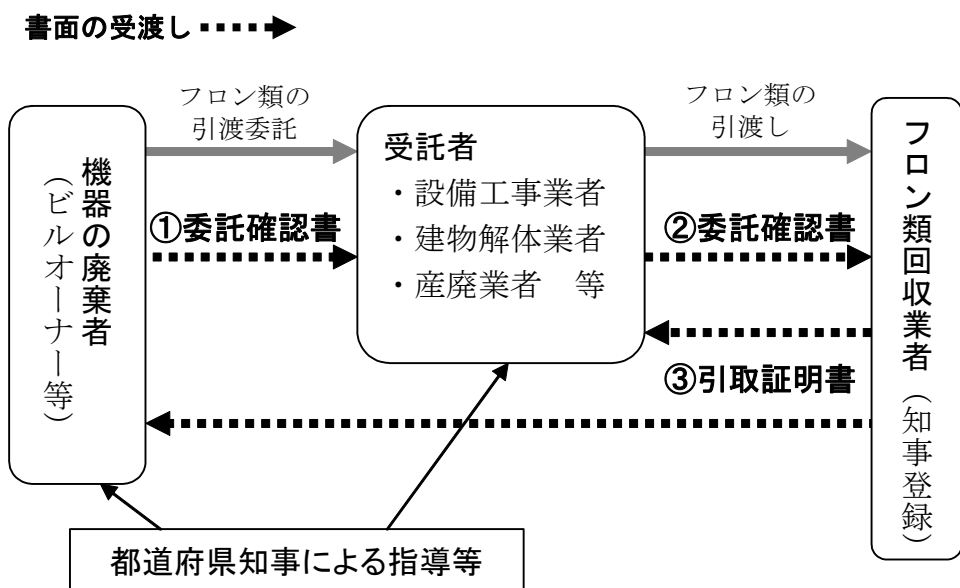 書面の受渡し
フロン類の
引渡委託
フロン類の
引渡し
機器の廃棄者
（ビルオーナー等）
①委託確認書
受託者
・設備工事業者
・建物解体業者
・産廃業者　等
②委託確認書
③引取証明書
フロン類回収業者（知事登録）
都道府県知事による指導等